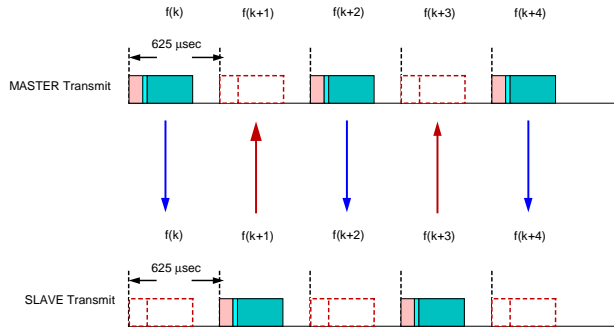 f(k) f(k+1) f(k+2) f(k+3) f(k+4)
625 μsec
MASTER Transmit
f(k) f(k+1) f(k+2) f(k+3) f(k+4)
625 μsec
SLAVE Transmit